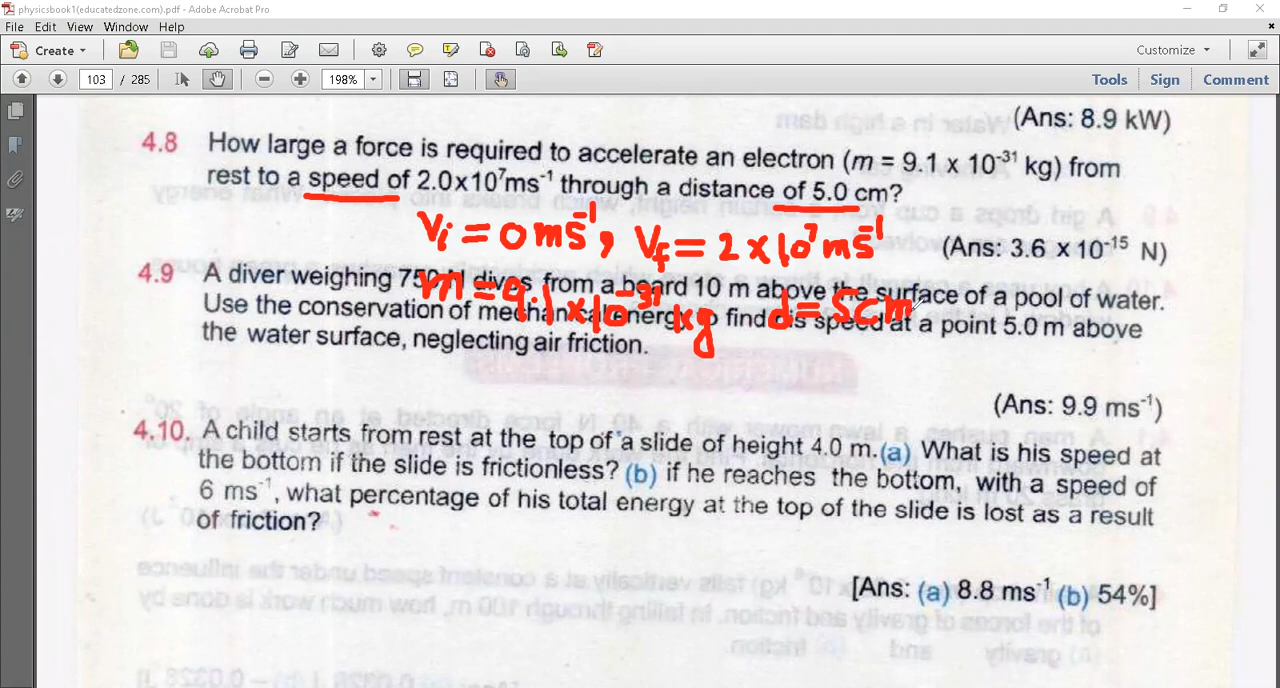 physicsbook1(educatedzone.com).pdf - Adobe Acrobat Pro
File Edit View Window Help
Create Customize
103 / 285 198% Tools Sign Comment
(Ans: 8.9 kW)
4.8 How large a force is required to accelerate an electron (m = 9.1 x 10⁻³¹ kg) from
rest to a speed of 2.0x10⁷ms⁻¹ through a distance of 5.0 cm?
Vi = 0 ms⁻¹, Vf = 2 x 10⁷ ms⁻¹
(Ans: 3.6 x 10⁻¹⁵ N)
m = 9.1 x 10⁻³¹ kg d = 5cm
4.9 A diver weighing 750 N dives from a board 10 m above the surface of a pool of water.
Use the conservation of mechanical energy to find his speed at a point 5.0 m above
the water surface, neglecting air friction.
(Ans: 9.9 ms⁻¹)
4.10. A child starts from rest at the top of a slide of height 4.0 m.(a) What is his speed at
the bottom if the slide is frictionless? (b) if he reaches the bottom, with a speed of
6 ms⁻¹, what percentage of his total energy at the top of the slide is lost as a result
of friction?
[Ans: (a) 8.8 ms⁻¹ (b) 54%]